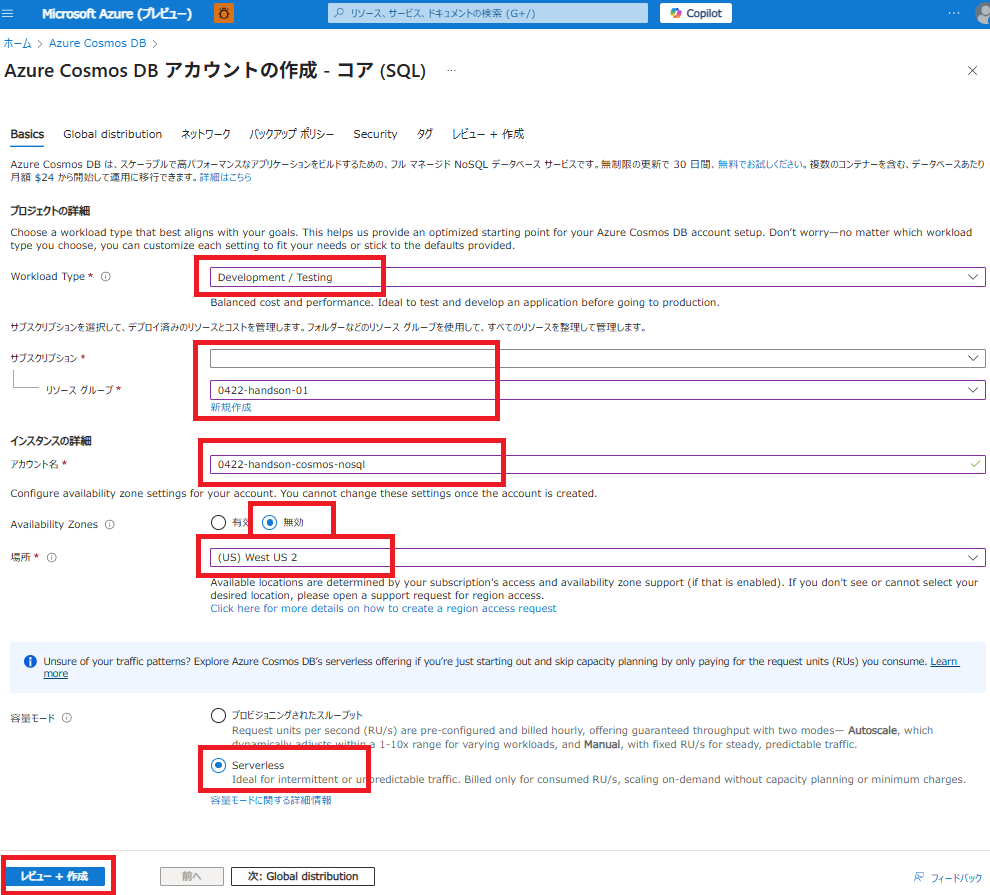 Microsoft Azure (プレビュー)
リソース、サービス、ドキュメントの検索 (G+/)
Copilot
ホーム > Azure Cosmos DB >
Azure Cosmos DB アカウントの作成 - コア (SQL) ...
Basics Global distribution ネットワーク バックアップ ポリシー Security タグ レビュー + 作成
Azure Cosmos DB は、スケーラブルで高パフォーマンスなアプリケーションをビルドするための、フル マネージド NoSQL データベース サービスです。無制限の更新で 30 日間、無料でお試しください。複数のコンテナーを含む、データベースあたり
月額 $24 から開始して運用に移行できます。詳細はこちら
プロジェクトの詳細
Choose a workload type that best aligns with your goals. This helps us provide an optimized starting point for your Azure Cosmos DB account setup. Don't worry—no matter which workload
type you choose, you can customize each setting to fit your needs or stick to the defaults provided.
Workload Type *
Development / Testing
Balanced cost and performance. Ideal to test and develop an application before going to production.
サブスクリプションを選択して、デプロイ済みのリソースとコストを管理します。フォルダーなどのリソース グループを使用して、すべてのリソースを整理して管理します。
サブスクリプション *
リソース グループ *
0422-handson-01
新規作成
インスタンスの詳細
アカウント名 *
0422-handson-cosmos-nosql
Configure availability zone settings for your account. You cannot change these settings once the account is created.
Availability Zones
有効 無効
場所 *
(US) West US 2
Available locations are determined by your subscription's access and availability zone support (if that is enabled). If you don't see or cannot select your
desired location, please open a support request for region access.
Click here for more details on how to create a region access request
Unsure of your traffic patterns? Explore Azure Cosmos DB's serverless offering if you're just starting out and skip capacity planning by only paying for the request units (RUs) you consume. Learn
more
容量モード
プロビジョニングされたスループット
Request units per second (RU/s) are pre-configured and billed hourly, offering guaranteed throughput with two modes— Autoscale, which
dynamically adjusts within a 1-10x range for varying workloads, and Manual, with fixed RU/s for steady, predictable traffic.
Serverless
Ideal for intermittent or unpredictable traffic. Billed only for consumed RU/s, scaling on-demand without capacity planning or minimum charges.
容量モードに関する詳細情報
レビュー + 作成
前へ
次: Global distribution
フィードバック